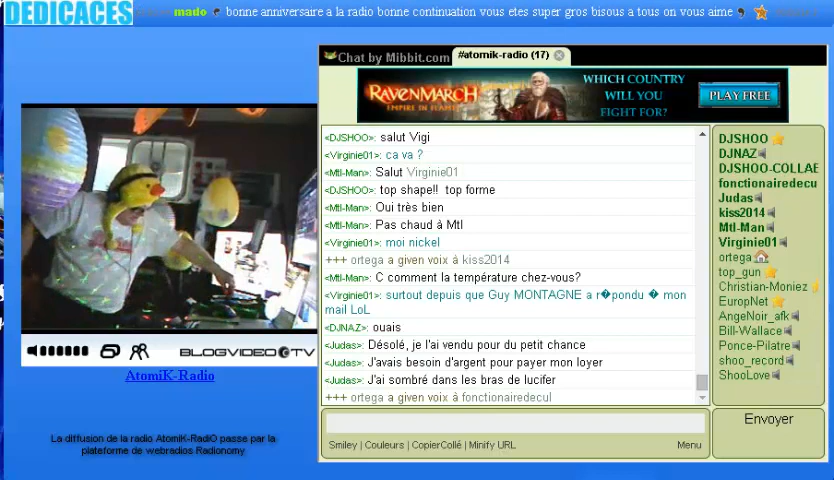 DEDICACES
mado bonne anniversaire a la radio bonne continuation vous etes super gros bisous a tous on vous aime
Chat by Mibbit.com #atomik-radio (17)
RAVENMARCH
EMPIRE IN FLAMES
WHICH COUNTRY
WILL YOU
FIGHT FOR?
PLAY FREE
<DJSHOO>: salut Vigi
<Virginie01>: ca va ?
<Mtl-Man>: Salut Virginie01
<DJSHOO>: top shape!! top forme
<Mtl-Man>: Oui très bien
<Mtl-Man>: Pas chaud à Mtl
<Virginie01>: moi nickel
+++ ortega a given voix à kiss2014
<Mtl-Man>: C comment la température chez-vous?
<Virginie01>: surtout depuis que Guy MONTAGNE a r�pondu � mon
mail LoL
<DJNAZ>: ouais
<Judas>: Désolé, je l'ai vendu pour du petit chance
<Judas>: J'avais besoin d'argent pour payer mon loyer
<Judas>: J'ai sombré dans les bras de lucifer
+++ ortega a given voix à fonctionairedecul
DJSHOO
DJNAZ
DJSHOO-COLLAE
fonctionairedecu
Judas
kiss2014
Mtl-Man
Virginie01
ortega
top_gun
Christian-Moniez
EuropNet
AngeNoir_afk
Bill-Wallace
Ponce-Pilatre
shoo_record
ShooLove
Smiley | Couleurs | CopierCollé | Minify URL
Menu
Envoyer
BLOGVIDEO TV
AtomiK-Radio
La diffusion de la radio AtomiK-RadiO passe par la
plateforme de webradios Radionomy